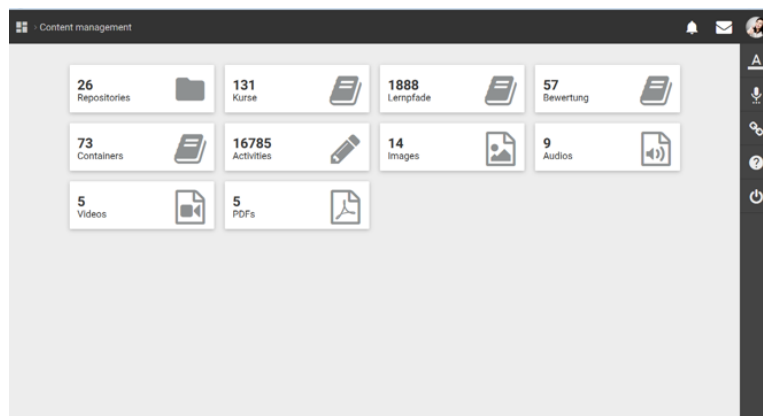 Content management
26
Repositories
131
Kurse
1888
Lernpfade
57
Bewertung
73
Containers
16785
Activities
14
Images
9
Audios
5
Videos
5
PDFs
A